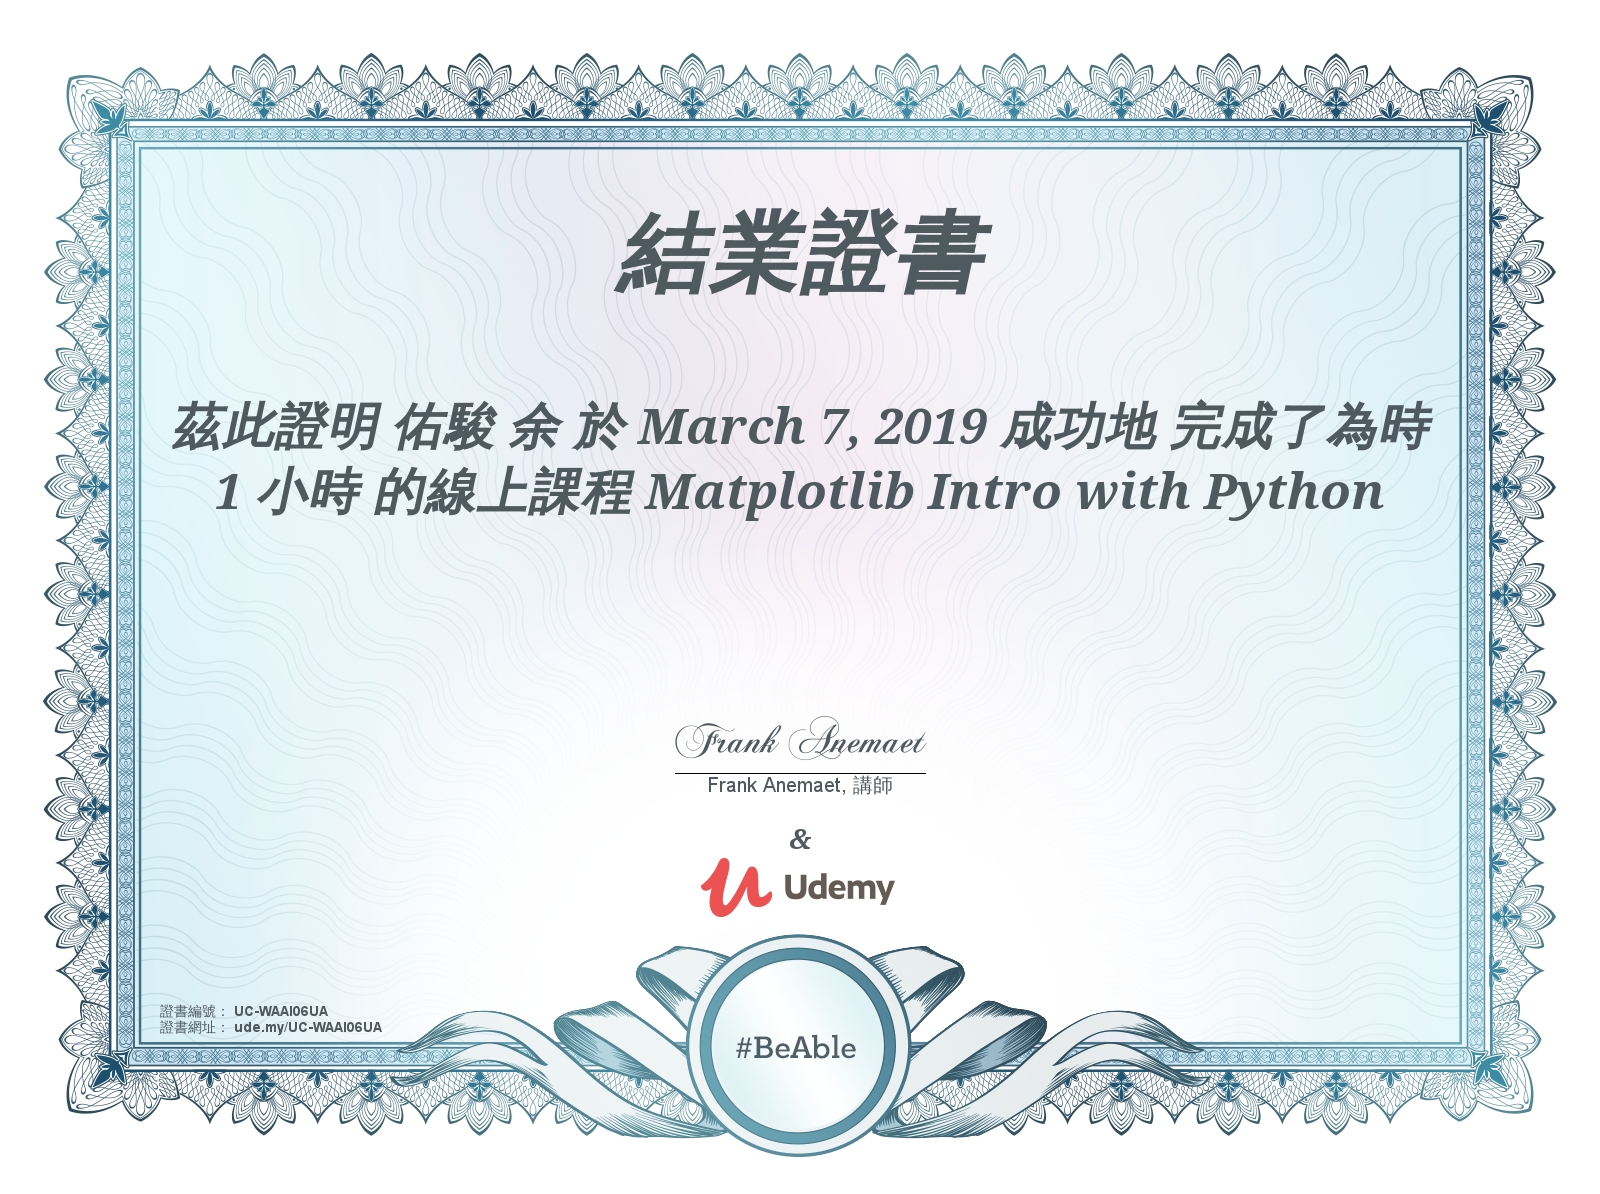 結業證書
茲此證明 佑駿 余 於 March 7, 2019 成功地 完成了為時
1 小時 的線上課程 Matplotlib Intro with Python
Frank Anemaet
Frank Anemaet, 講師
&
Udemy
#BeAble
證書編號： UC-WAAI06UA
證書網址： ude.my/UC-WAAI06UA